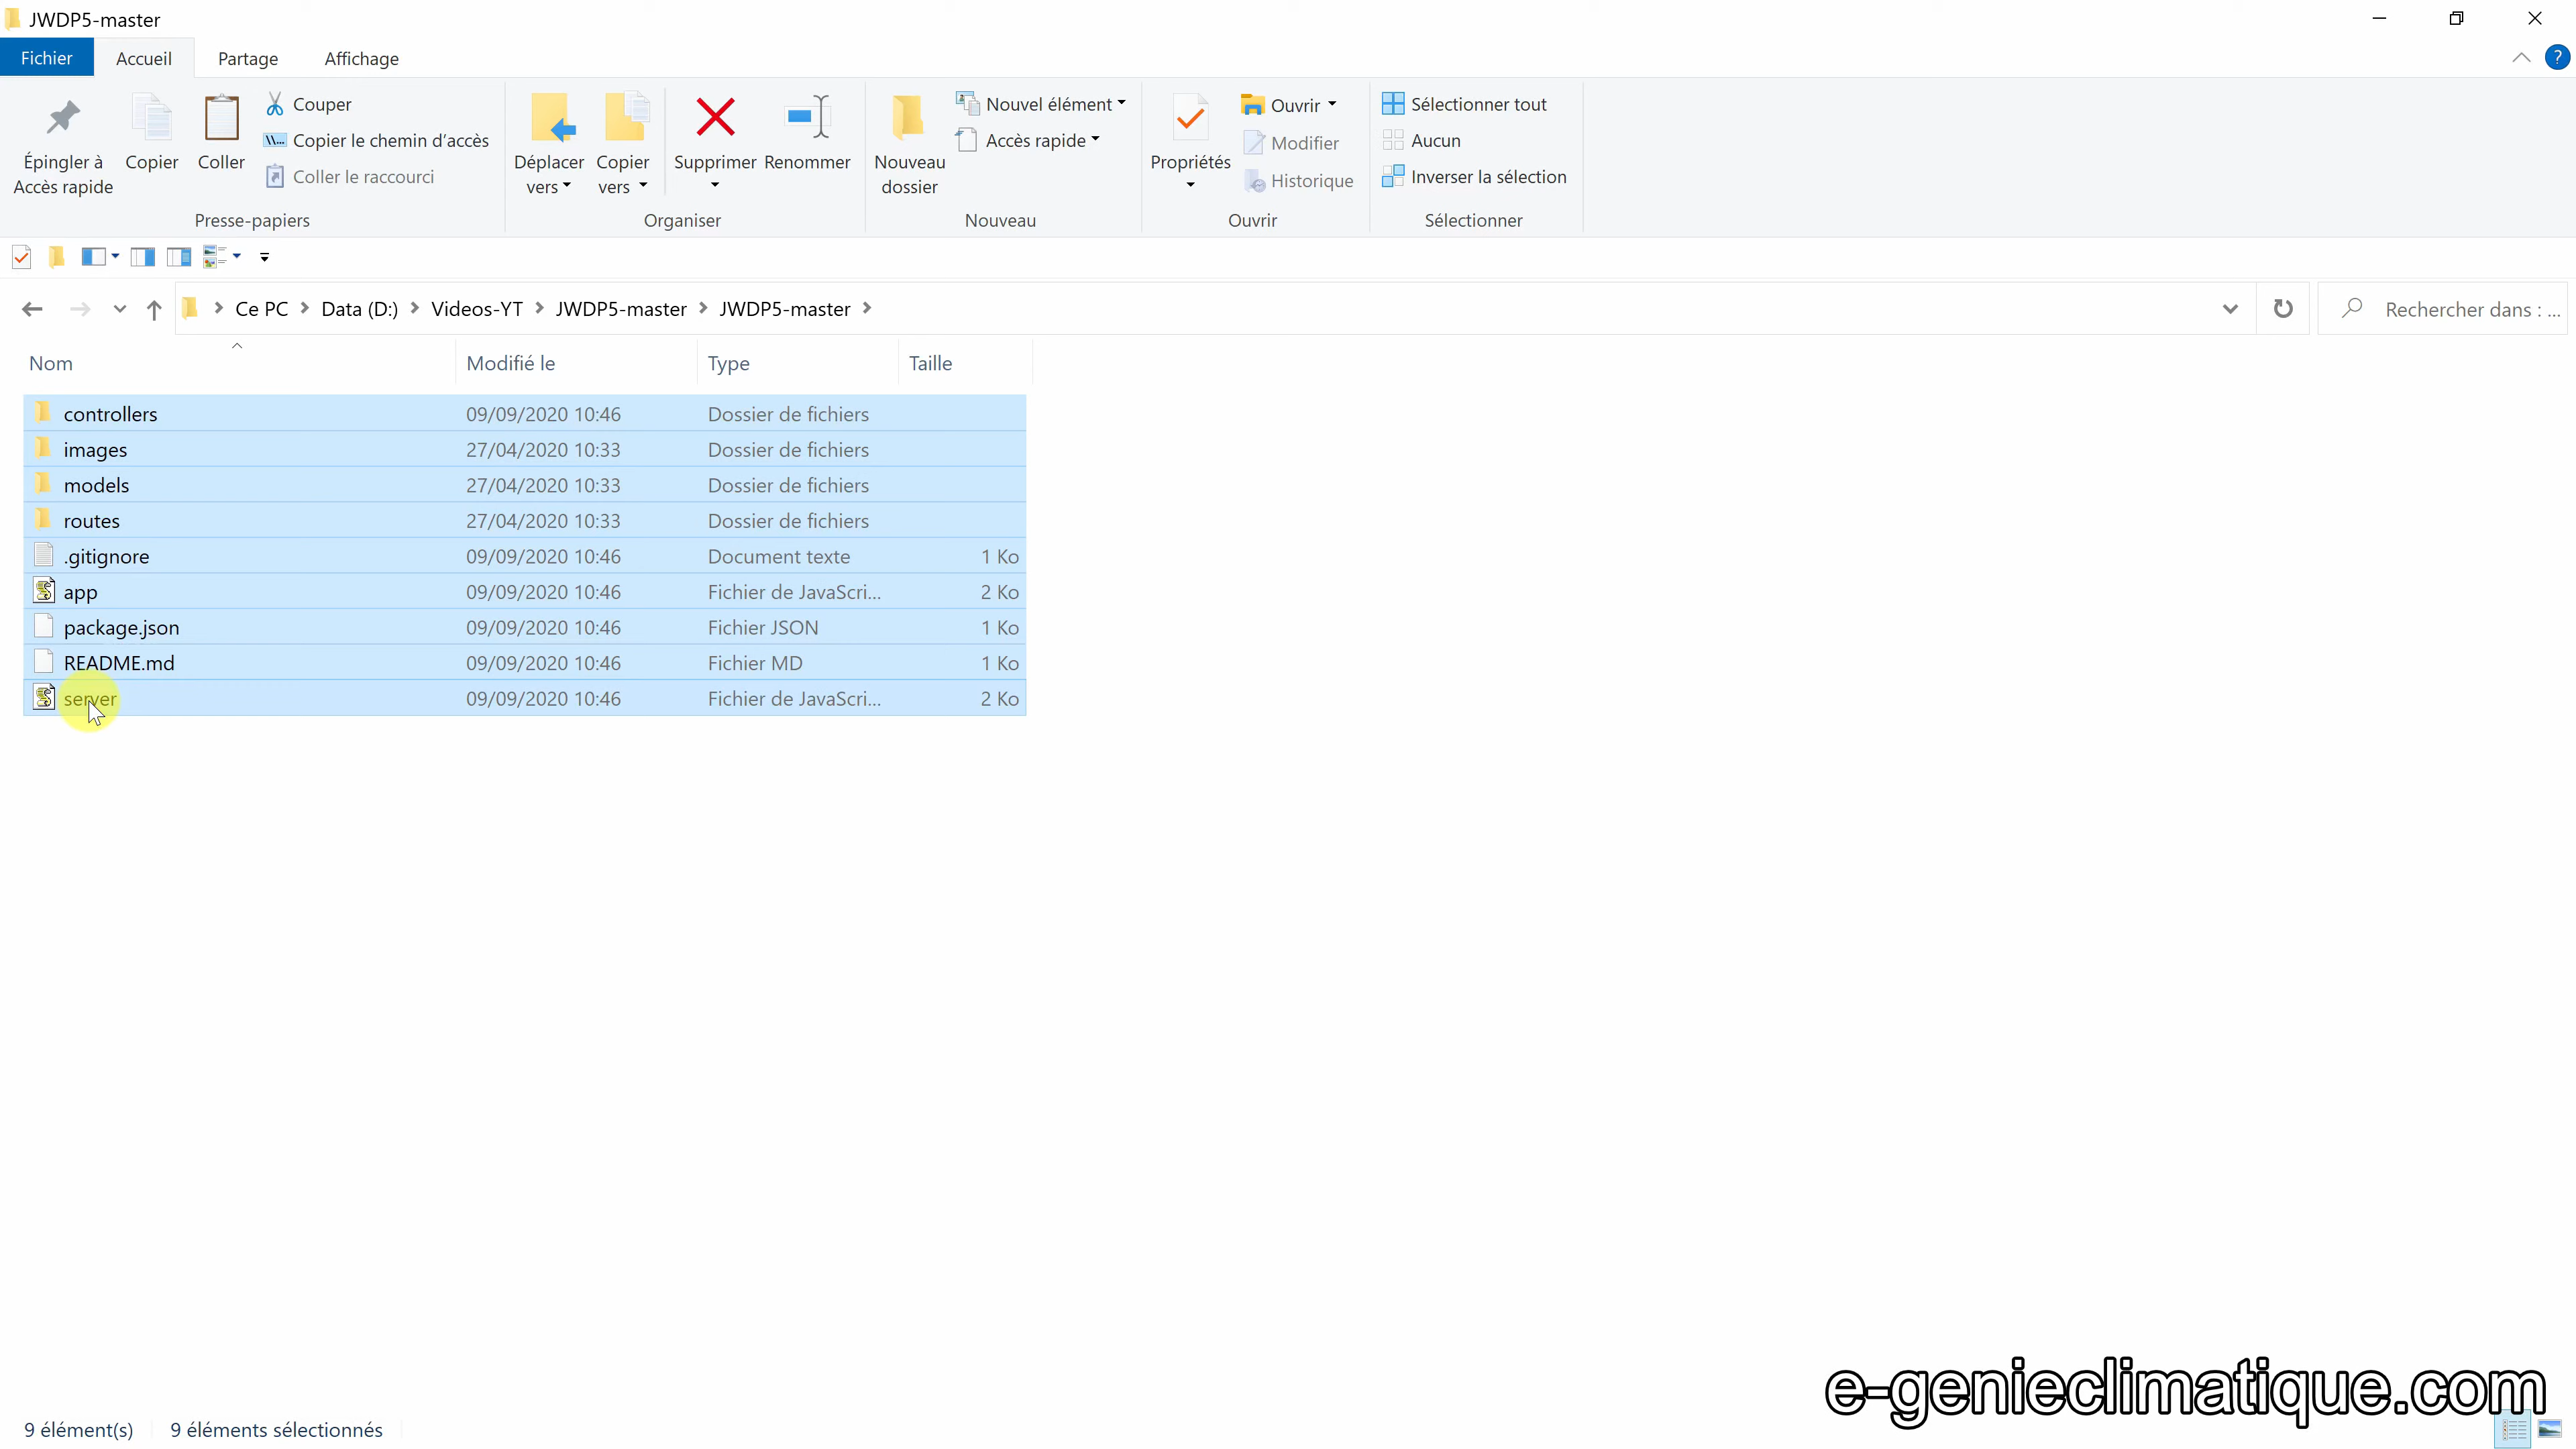 JWDP5-master
Fichier Accueil Partage Affichage
Épingler à Accès rapide
Copier
Coller
Couper
Copier le chemin d'accès
Coller le raccourci
Presse-papiers
Déplacer vers
Copier vers
Supprimer
Renommer
Organiser
Nouveau dossier
Nouvel élément
Accès rapide
Nouveau
Propriétés
Ouvrir
Modifier
Historique
Ouvrir
Sélectionner tout
Aucun
Inverser la sélection
Sélectionner
Ce PC > Data (D:) > Videos-YT > JWDP5-master > JWDP5-master >
Rechercher dans : ...
Nom Modifié le Type Taille
controllers 09/09/2020 10:46 Dossier de fichiers
images 27/04/2020 10:33 Dossier de fichiers
models 27/04/2020 10:33 Dossier de fichiers
routes 27/04/2020 10:33 Dossier de fichiers
.gitignore 09/09/2020 10:46 Document texte 1 Ko
app 09/09/2020 10:46 Fichier de JavaScri... 2 Ko
package.json 09/09/2020 10:46 Fichier JSON 1 Ko
README.md 09/09/2020 10:46 Fichier MD 1 Ko
server 09/09/2020 10:46 Fichier de JavaScri... 2 Ko
e-genieclimatique.com
9 élément(s) 9 éléments sélectionnés